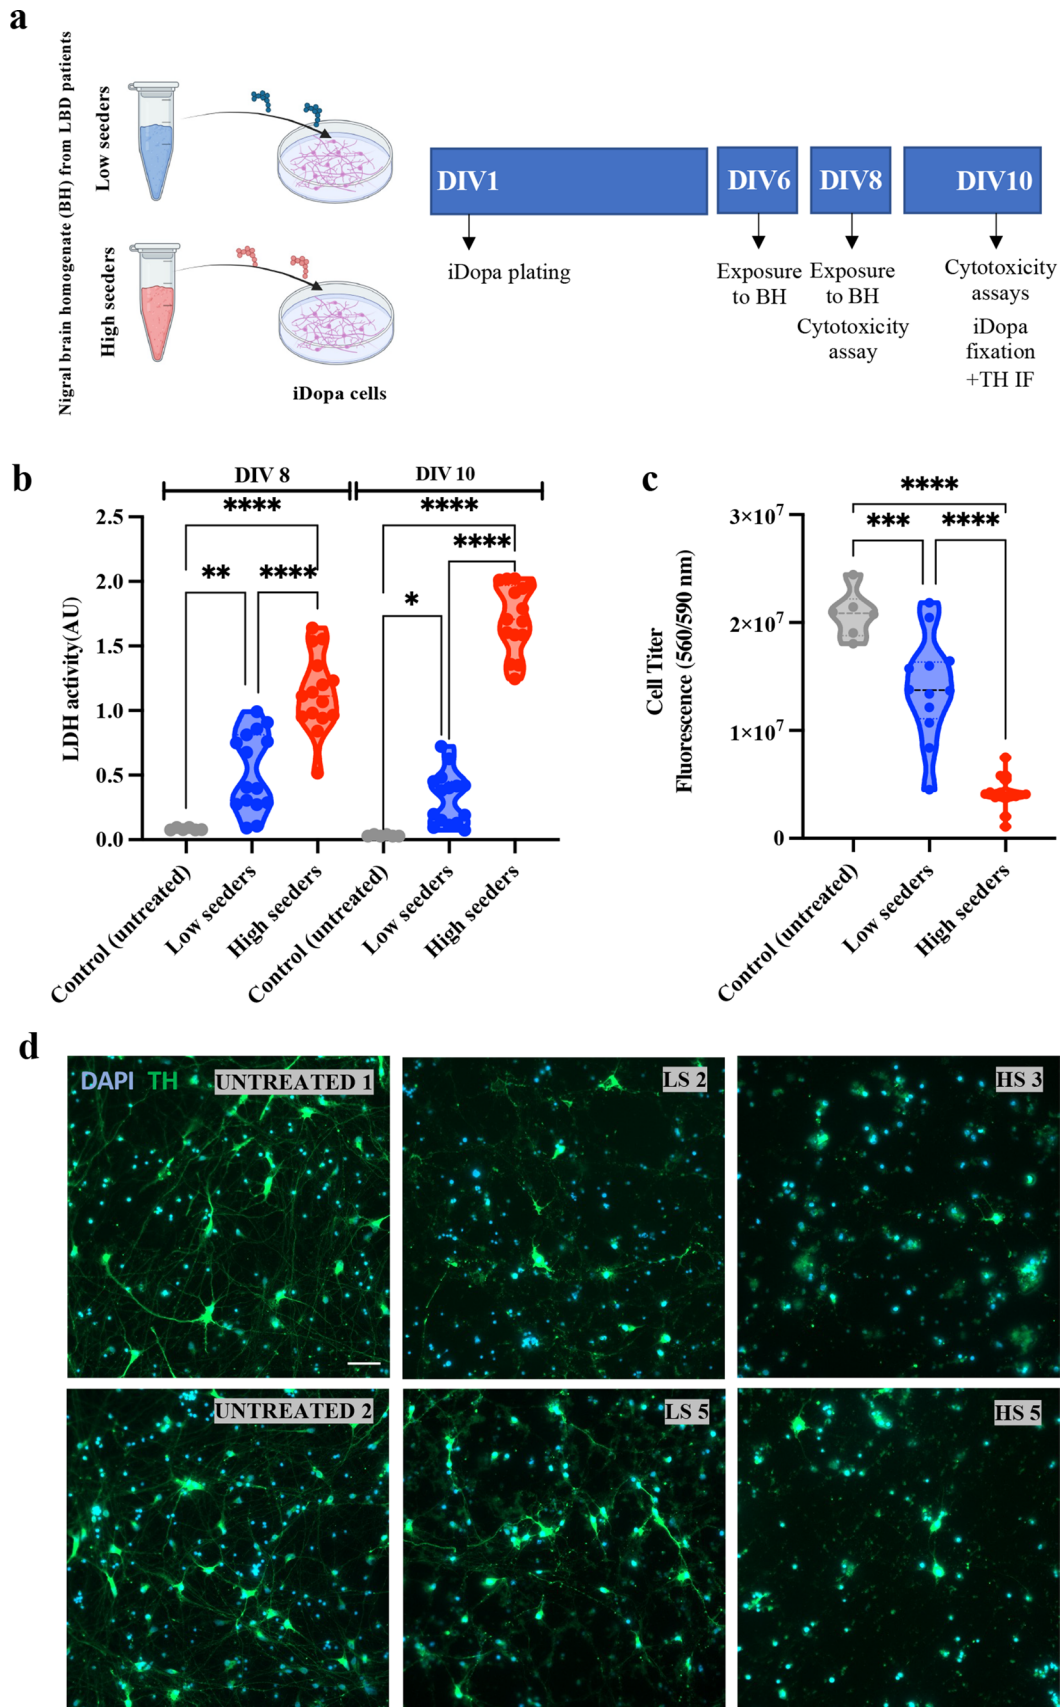 a
Nigral brain homogenate (BH) from LBD patients
Low seeders
High seeders
iDopa cells
DIV1
DIV6
DIV8
DIV10
iDopa plating
Exposure
to BH
Exposure
to BH
Cytotoxicity
assay
Cytotoxicity
assays
iDopa
fixation
+TH IF
b
DIV 8
DIV 10
****
****
**
****
*
****
LDH activity(AU)
2.5
2.0
1.5
1.0
0.5
0.0
Control (untreated)
Low seeders
High seeders
Control (untreated)
Low seeders
High seeders
c
****
***
****
Cell Titer
Fluorescence (560/590 nm)
3×10⁷
2×10⁷
1×10⁷
0
Control (untreated)
Low seeders
High seeders
d
DAPI TH
UNTREATED 1
LS 2
HS 3
UNTREATED 2
LS 5
HS 5